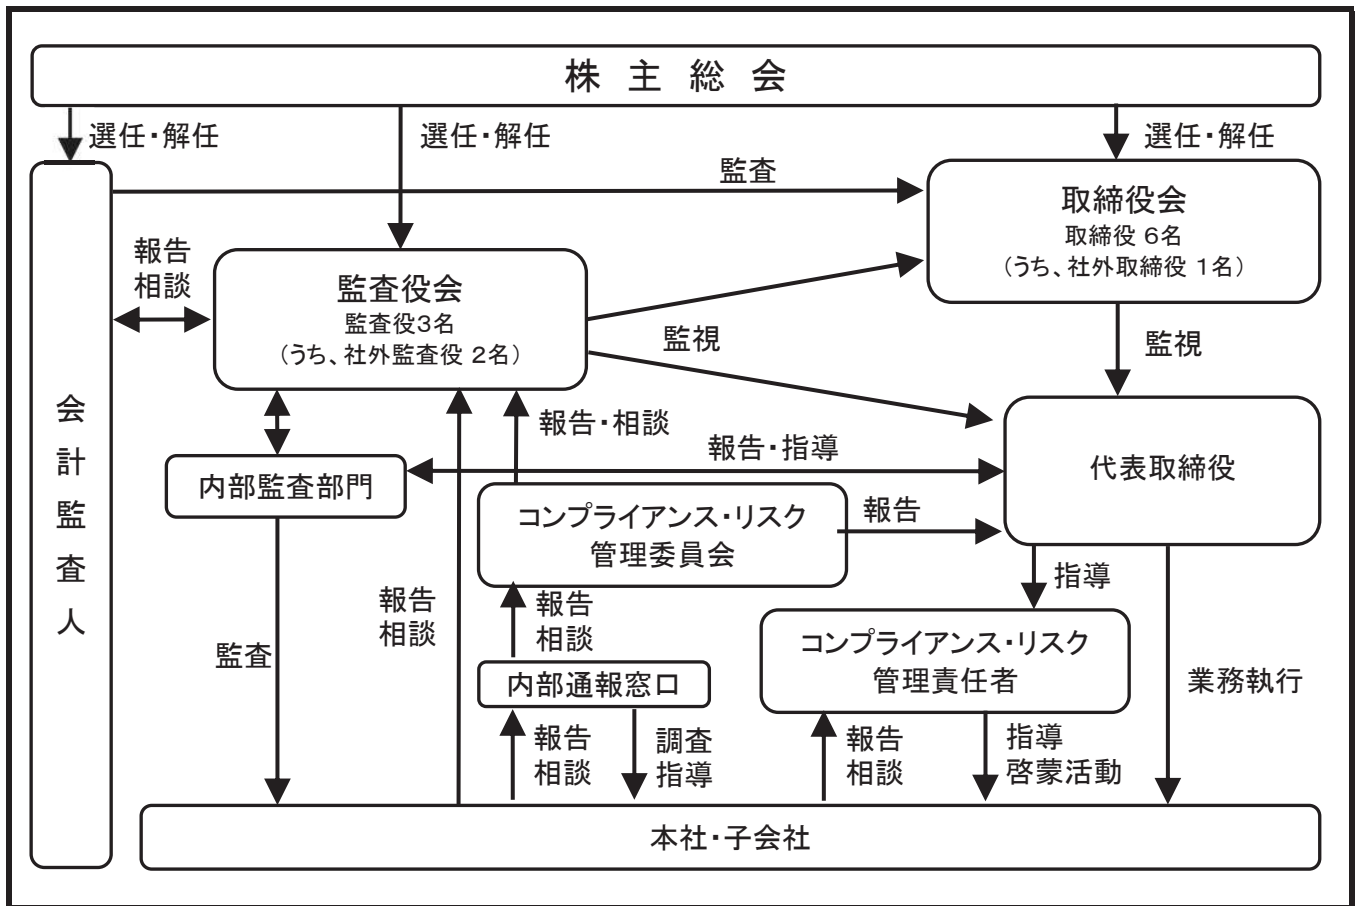 株主総会
選任・解任
選任・解任
選任・解任
監査
取締役会
取締役 6名
（うち、社外取締役 1名）
報告
相談
監査役会
監査役3名
（うち、社外監査役 2名）
監視
監視
会計監査人
報告・相談
報告・指導
代表取締役
内部監査部門
コンプライアンス・リスク
管理委員会
報告
指導
報告
相談
報告
相談
コンプライアンス・リスク
管理責任者
監査
内部通報窓口
業務執行
報告
相談
調査
指導
報告
相談
指導
啓蒙活動
本社・子会社